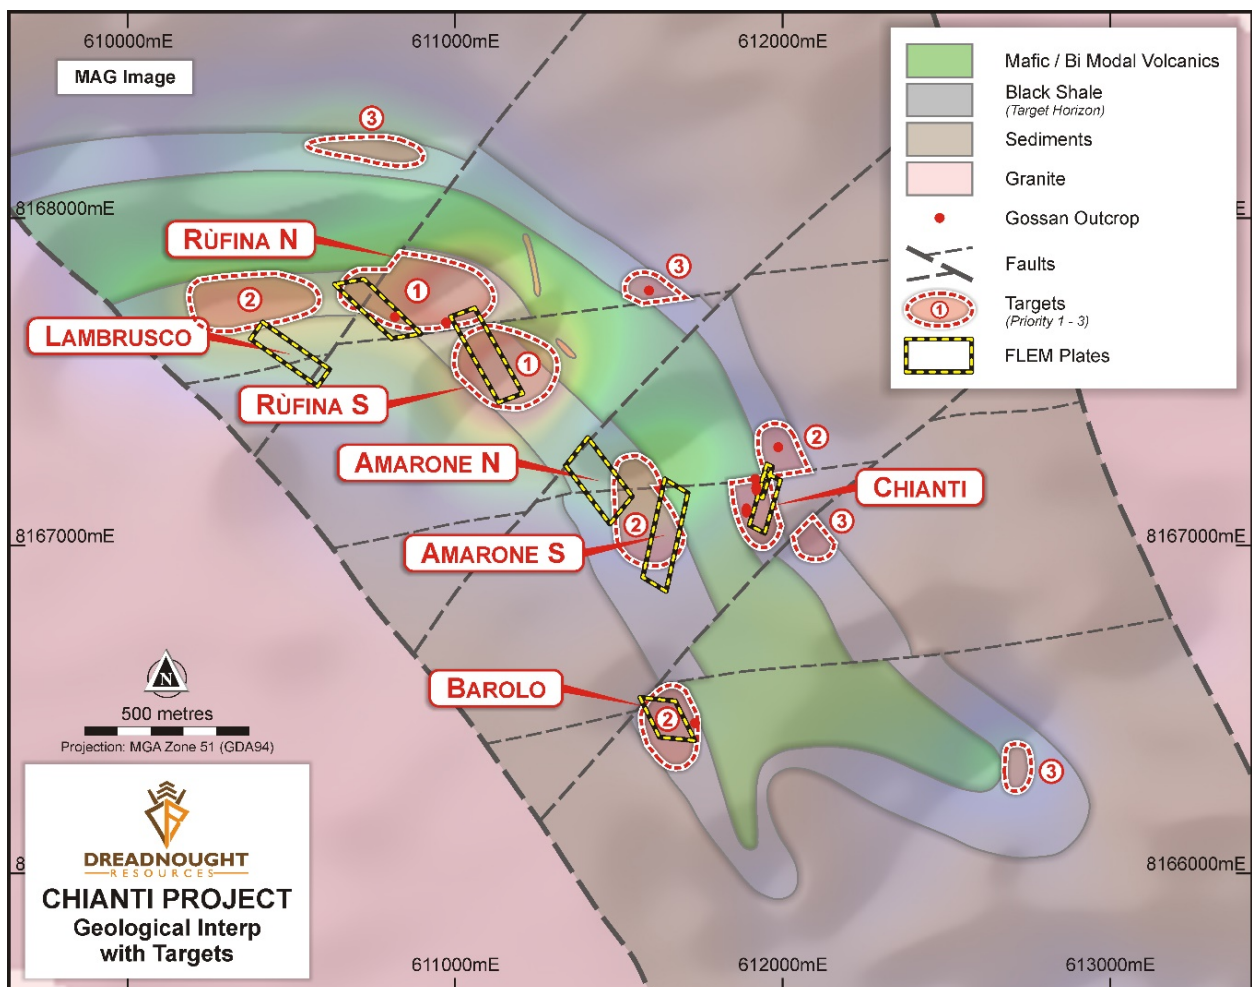 610000mE
611000mE
612000mE
MAG Image
Mafic / Bi Modal Volcanics
Black Shale
(Target Horizon)
Sediments
Granite
Gossan Outcrop
Faults
1
Targets
(Priority 1 - 3)
FLEM Plates
3
8168000mE
RÙFINA N
3
2
1
LAMBRUSCO
1
RÙFINA S
2
AMARONE N
CHIANTI
2
3
8167000mE
8167000mE
AMARONE S
BAROLO
2
N
500 metres
Projection: MGA Zone 51 (GDA94)
3
DREADNOUGHT
RESOURCES
CHIANTI PROJECT
Geological Interp
with Targets
8166000mE
611000mE
612000mE
613000mE